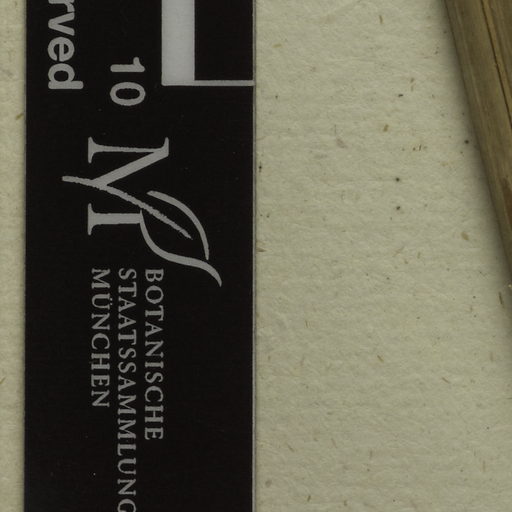 rved
10
M
BOTANISCHE
STAATSSAMMLUNG
MÜNCHEN